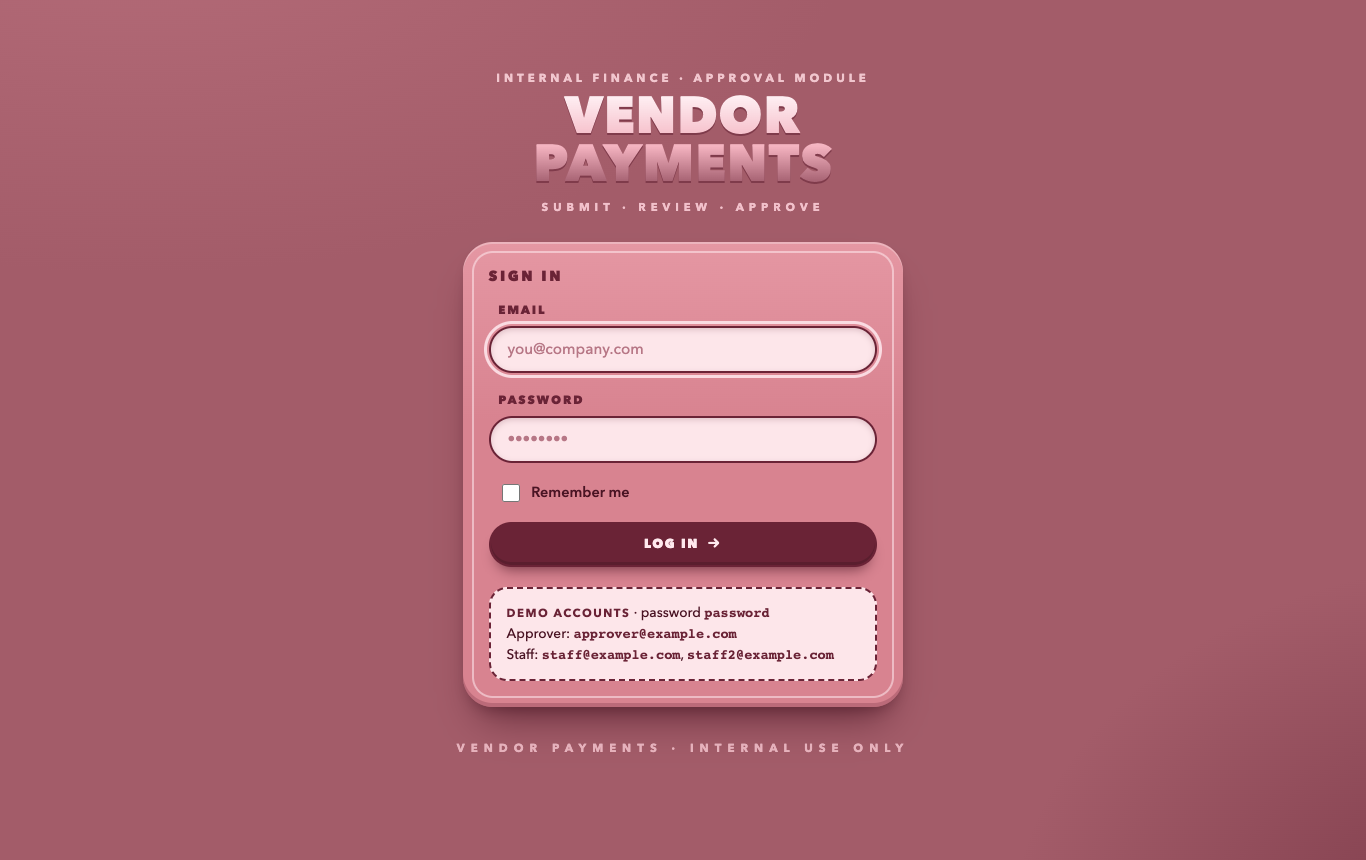 INTERNAL FINANCE · APPROVAL MODULE
VENDOR
PAYMENTS
SUBMIT · REVIEW · APPROVE
SIGN IN
EMAIL
you@company.com
PASSWORD
••••••••
Remember me
LOG IN →
DEMO ACCOUNTS · password password
Approver: approver@example.com
Staff: staff@example.com, staff2@example.com
VENDOR PAYMENTS · INTERNAL USE ONLY